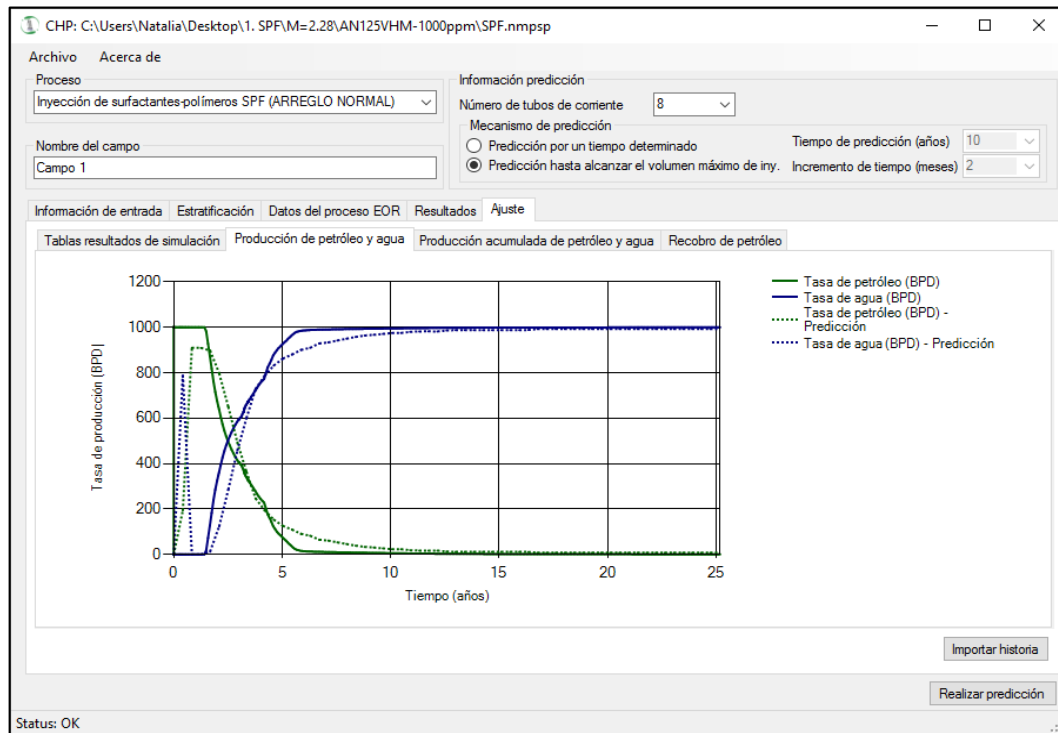 CHP: C:\Users\Natalia\Desktop\1. SPF\M=2.28\AN125VHM-1000ppm\SPF.nmpsp
Archivo Acerca de
Proceso
Inyección de surfactantes-polímeros SPF (ARREGLO NORMAL)
Nombre del campo
Campo 1
Información predicción
Número de tubos de corriente 8
Mecanismo de predicción
Predicción por un tiempo determinado
Predicción hasta alcanzar el volumen máximo de iny.
Tiempo de predicción (años) 10
Incremento de tiempo (meses) 2
Información de entrada Estratificación Datos del proceso EOR Resultados Ajuste
Tablas resultados de simulación Producción de petróleo y agua Producción acumulada de petróleo y agua Recobro de petróleo
1200
1000
800
600
400
200
0
Tasa de producción (BPD)
0 5 10 15 20 25
Tiempo (años)
Tasa de petróleo (BPD)
Tasa de agua (BPD)
Tasa de petróleo (BPD) -
Predicción
Tasa de agua (BPD) - Predicción
Importar historia
Realizar predicción
Status: OK